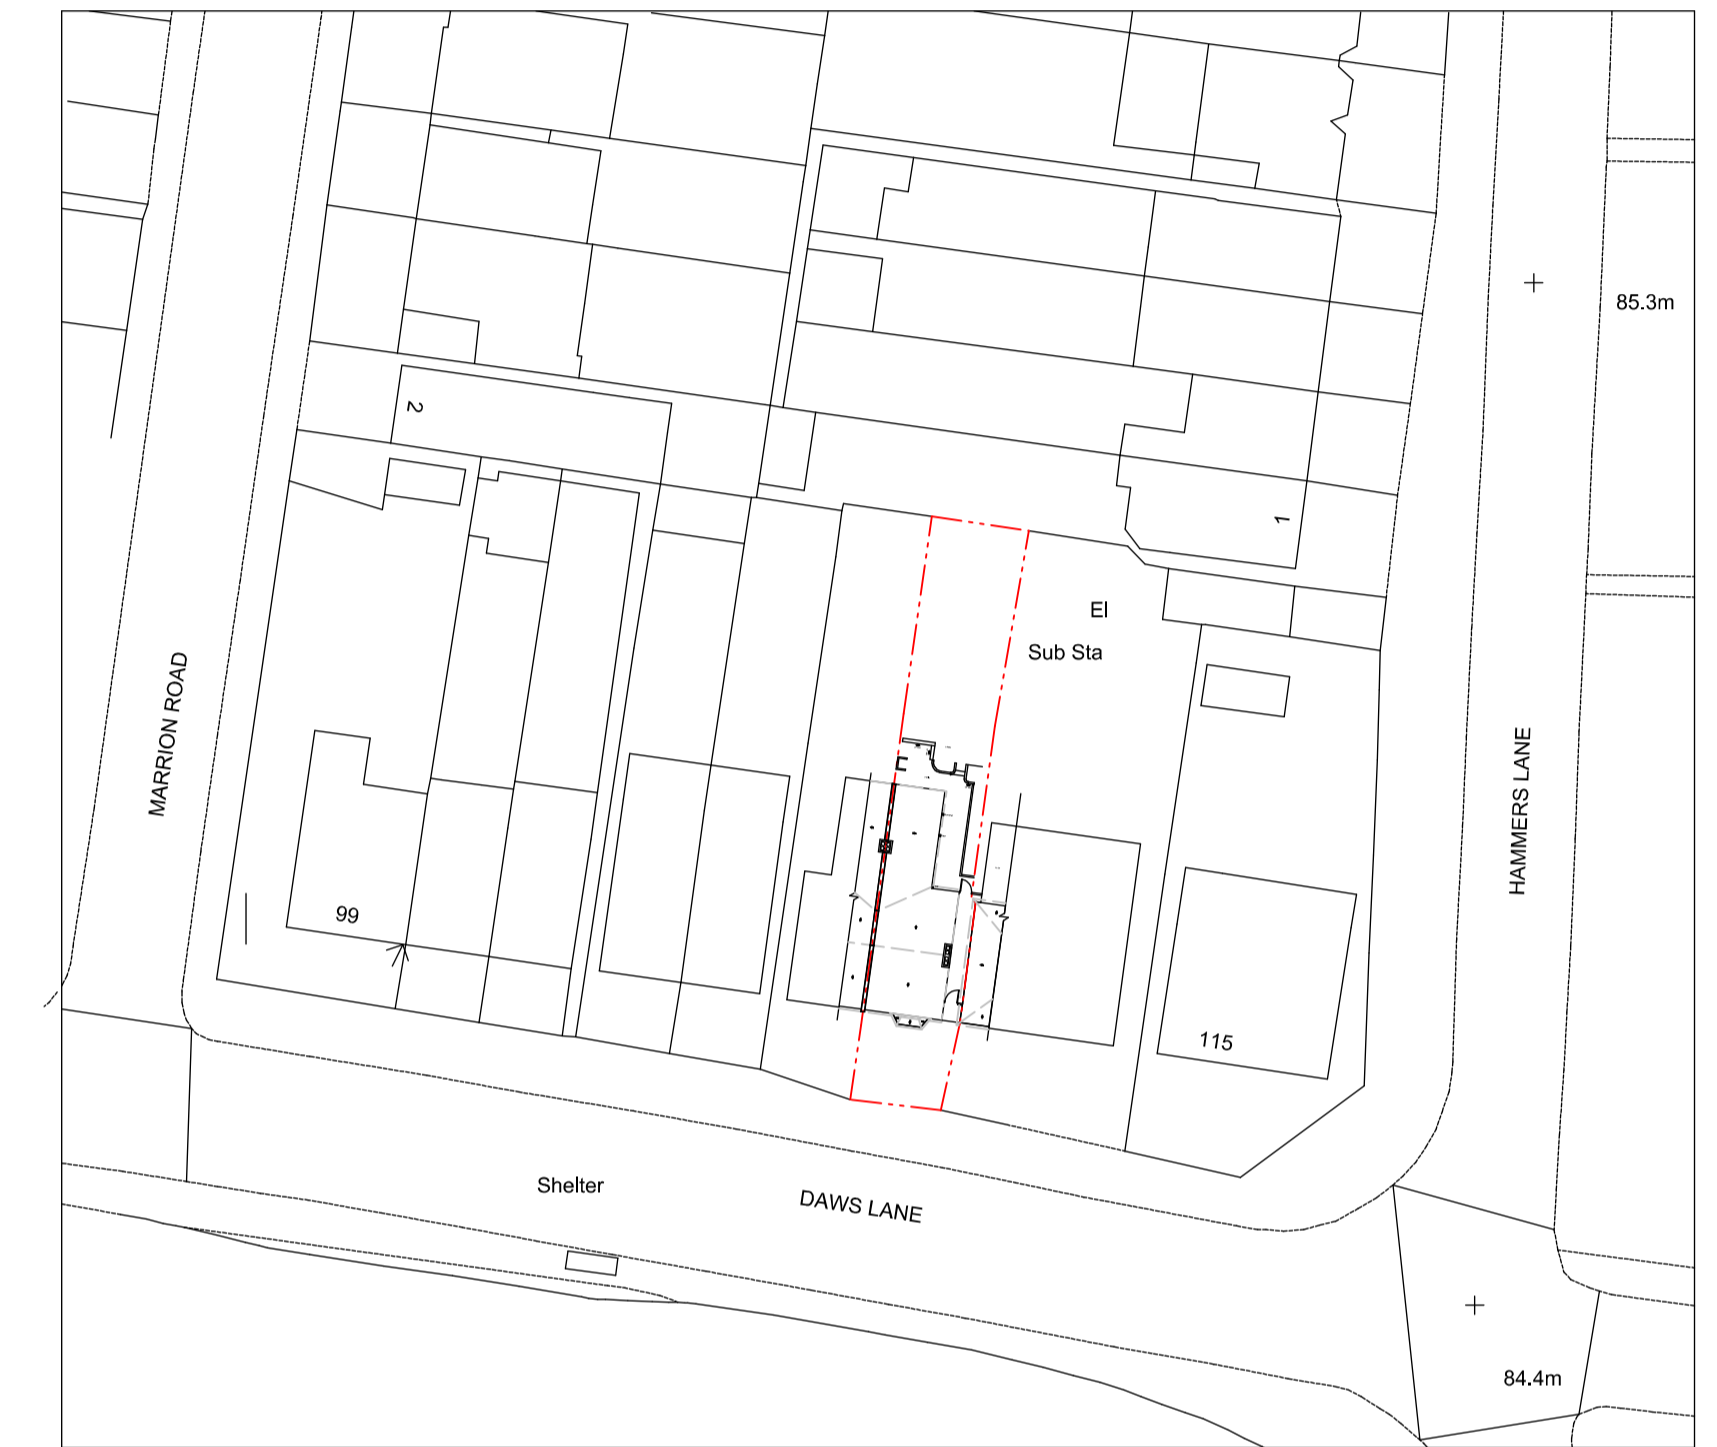 85.3m
2
1
El
Sub Sta
MARRION ROAD
HAMMERS LANE
99
115
Shelter
DAWS LANE
84.4m